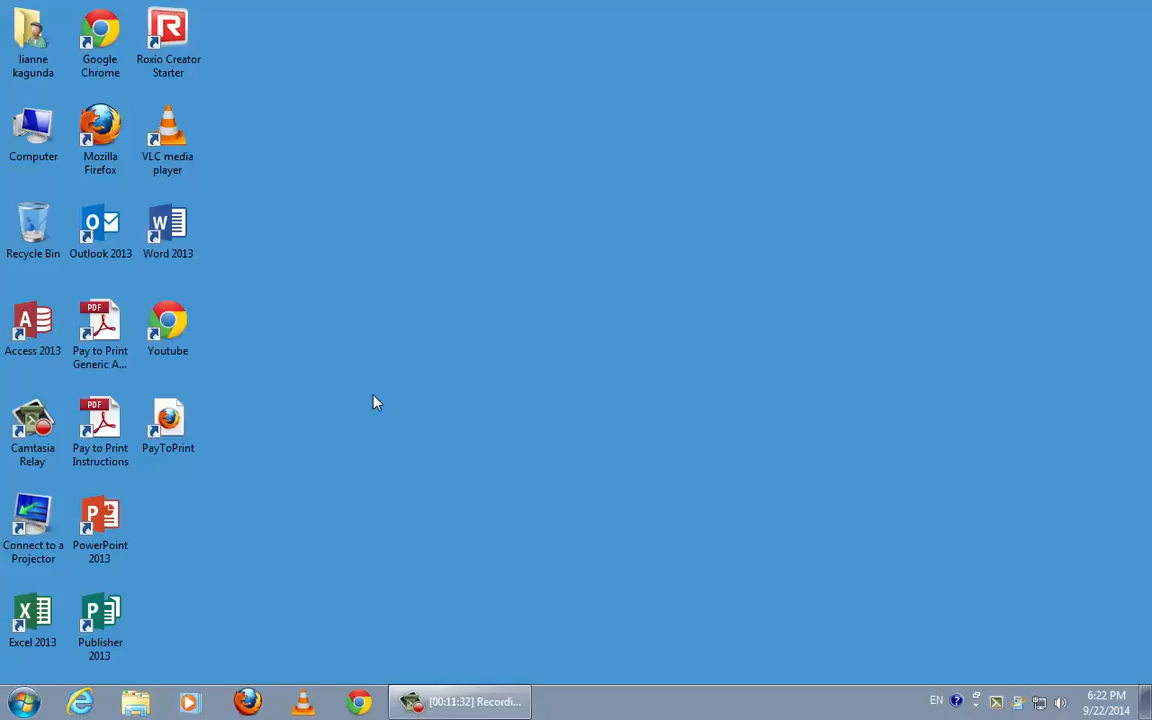 lianne
kagunda
Google
Chrome
Roxio Creator
Starter
Computer
Mozilla
Firefox
VLC media
player
Recycle Bin
Outlook 2013
Word 2013
Access 2013
PDF
Pay to Print
Generic A...
Youtube
Camtasia
Relay
PDF
Pay to Print
Instructions
PayToPrint
Connect to a
Projector
PowerPoint
2013
Excel 2013
Publisher
2013
[00:11:32] Recordi...
EN
6:22 PM
9/22/2014